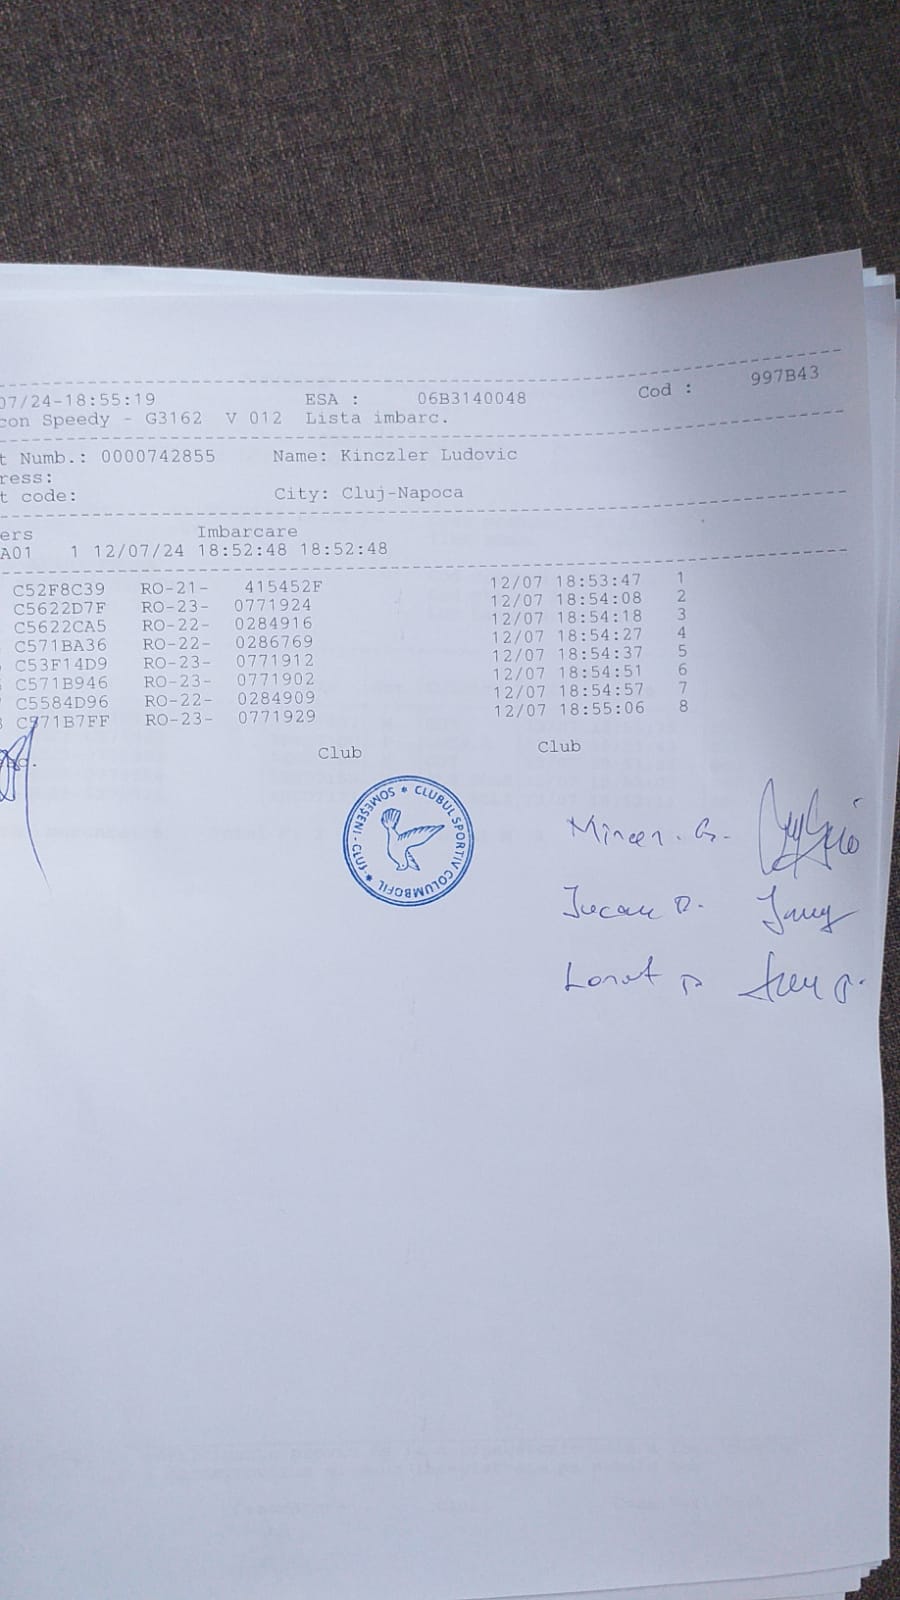 07/24-18:55:19 ESA : 06B3140048 Cod : 997B43
con Speedy - G3162 V 012 Lista imbarc.
t Numb.: 0000742855 Name: Kinczler Ludovic
ress:
t code: City: Cluj-Napoca
ers Imbarcare
A01 1 12/07/24 18:52:48 18:52:48
C52F8C39 RO-21- 415452F 12/07 18:53:47 1
C5622D7F RO-23- 0771924 12/07 18:54:08 2
C5622CA5 RO-22- 0284916 12/07 18:54:18 3
C571BA36 RO-22- 0286769 12/07 18:54:27 4
C53F14D9 RO-23- 0771912 12/07 18:54:37 5
C571B946 RO-23- 0771902 12/07 18:54:51 6
C5584D96 RO-22- 0284909 12/07 18:54:57 7
8 C571B7FF RO-23- 0771929 12/07 18:55:06 8
Club Club
CLUBUL SPORTIV COLUMBOFIL * CLUJ - SOMEȘENI *